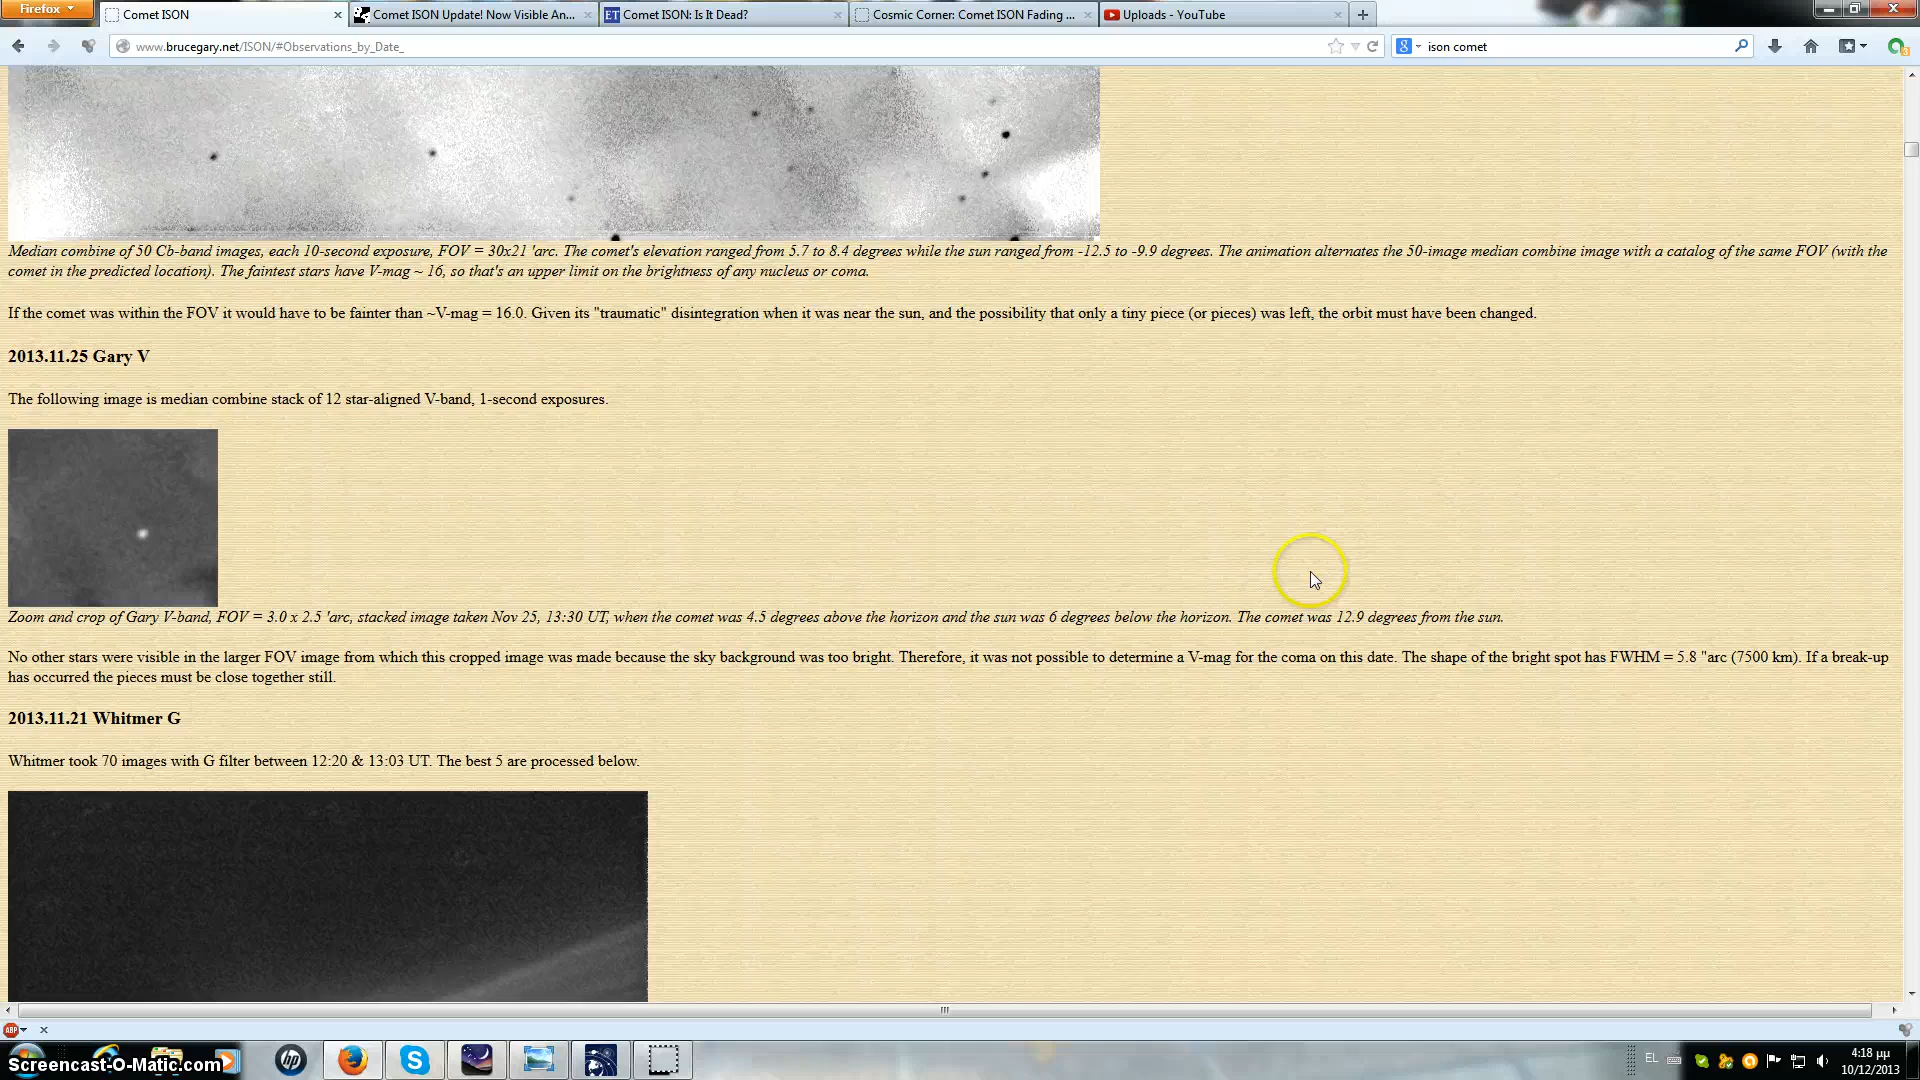 Firefox
Comet ISON
Comet ISON Update! Now Visible An...
Comet ISON: Is It Dead?
Cosmic Corner: Comet ISON Fading ...
Uploads - YouTube
www.brucegary.net/ISON/#Observations_by_Date_
ison comet
Median combine of 50 Cb-band images, each 10-second exposure, FOV = 30x21 'arc. The comet's elevation ranged from 5.7 to 8.4 degrees while the sun ranged from -12.5 to -9.9 degrees. The animation alternates the 50-image median combine image with a catalog of the same FOV (with the
comet in the predicted location). The faintest stars have V-mag ~ 16, so that's an upper limit on the brightness of any nucleus or coma.
If the comet was within the FOV it would have to be fainter than ~V-mag = 16.0. Given its "traumatic" disintegration when it was near the sun, and the possibility that only a tiny piece (or pieces) was left, the orbit must have been changed.
2013.11.25 Gary V
The following image is median combine stack of 12 star-aligned V-band, 1-second exposures.
Zoom and crop of Gary V-band, FOV = 3.0 x 2.5 'arc, stacked image taken Nov 25, 13:30 UT, when the comet was 4.5 degrees above the horizon and the sun was 6 degrees below the horizon. The comet was 12.9 degrees from the sun.
No other stars were visible in the larger FOV image from which this cropped image was made because the sky background was too bright. Therefore, it was not possible to determine a V-mag for the coma on this date. The shape of the bright spot has FWHM = 5.8 "arc (7500 km). If a break-up
has occurred the pieces must be close together still.
2013.11.21 Whitmer G
Whitmer took 70 images with G filter between 12:20 & 13:03 UT. The best 5 are processed below.
ABP
hp
EL
4:18 μμ
10/12/2013
Screencast-O-Matic.com